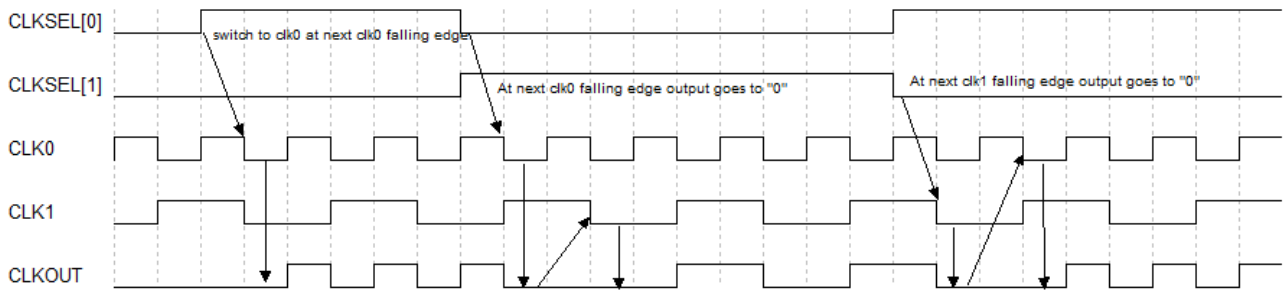 CLKSEL[0]
switch to clk0 at next clk0 falling edge
CLKSEL[1]
At next clk0 falling edge output goes to "0"
At next clk1 falling edge output goes to "0"
CLK0
CLK1
CLKOUT